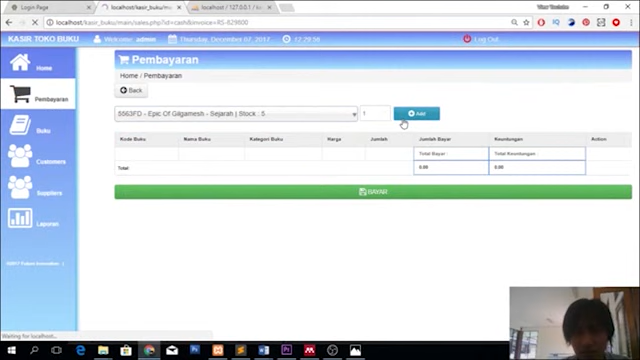 Login Page
localhost/kasir_buku/main
localhost / 127.0.0.1 / k
localhost/kasir_buku/main/sales.php?id=cash&invoice=RS-829800
KASIR TOKO BUKU
Welcome: admin
Thursday, December 07, 2017
Log Out
Home
Pembayaran
Buku
Customers
Suppliers
Laporan
Pembayaran
Home / Pembayaran
Back
5563FD - Epic Of Gilgamesh - Sejarah | Stock : 5
1
Add
Kode Buku
Nama Buku
Kategori Buku
Harga
Jumlah
Jumlah Bayar
Keuntungan
Action
Total Bayar :
Total Keuntungan :
Total
0.00
0.00
BAYAR
Waiting for localhost...